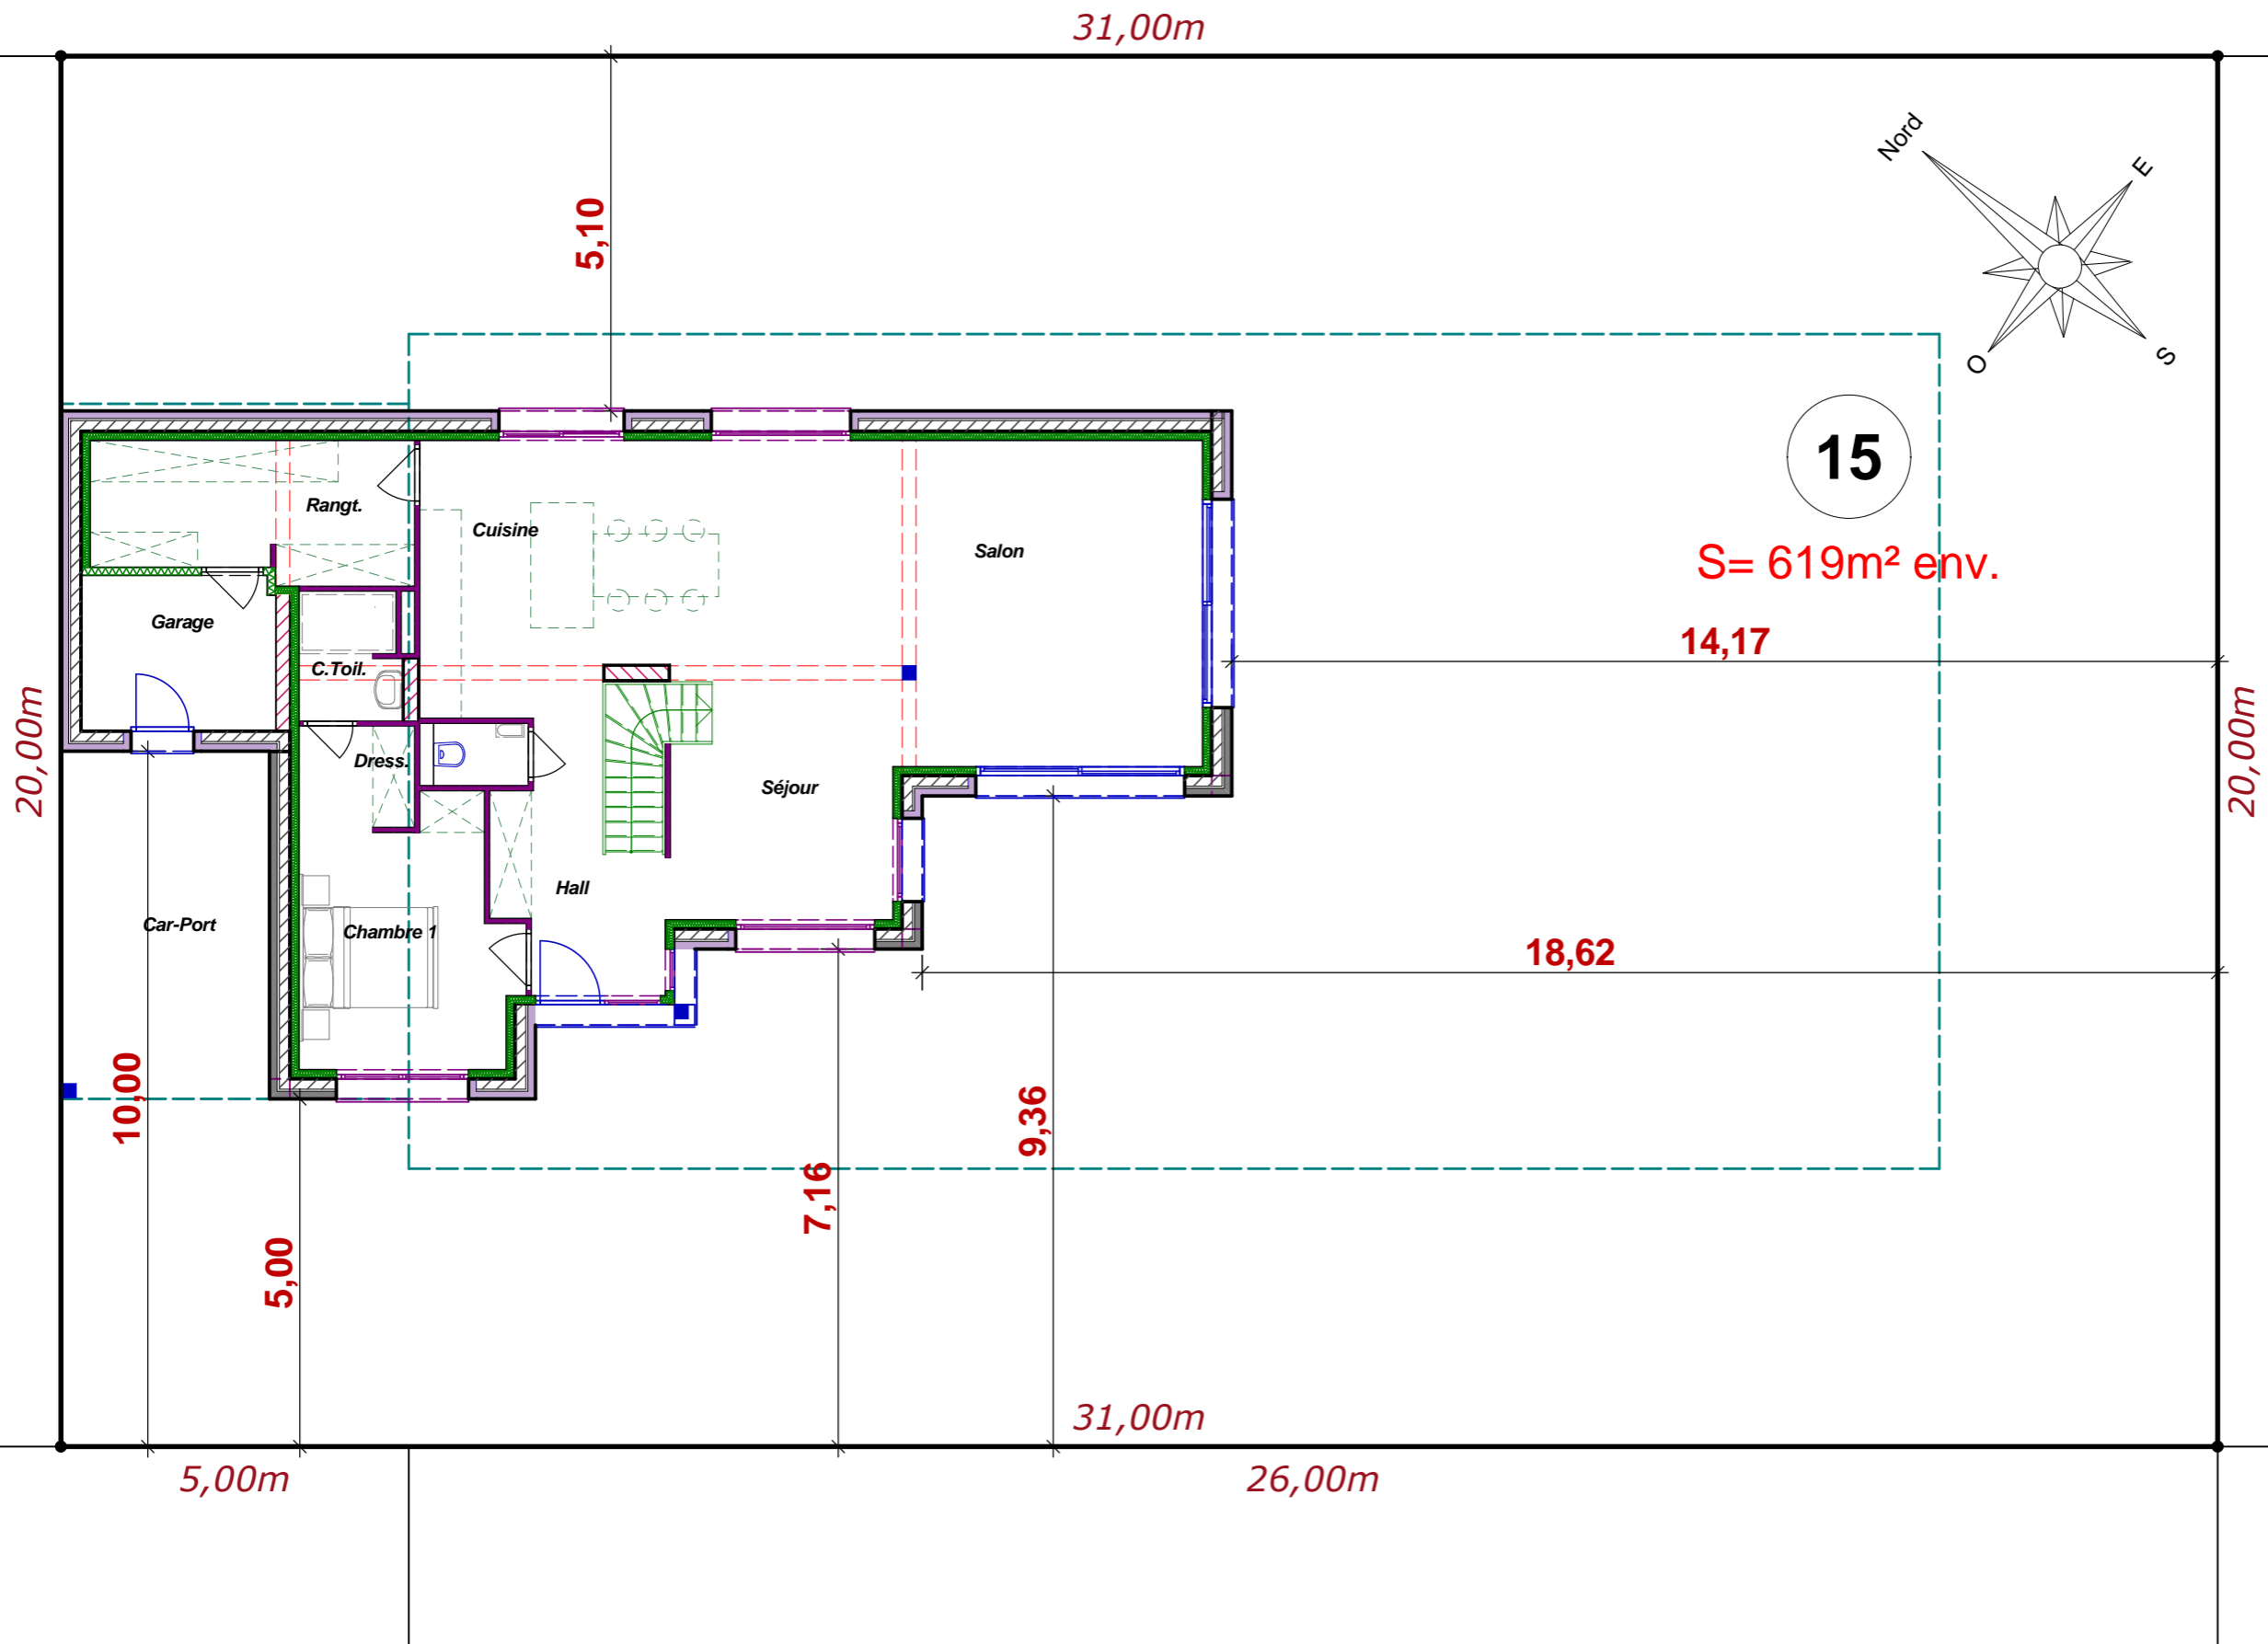 31,00m
Nord
E
O
S
5,10
15
S= 619m² env.
Rangt.
Cuisine
Salon
Garage
14,17
C.Toil.
20,00m
20,00m
Dress.
Séjour
Hall
Car-Port
Chambre 1
18,62
10,00
9,36
7,16
5,00
31,00m
5,00m
26,00m